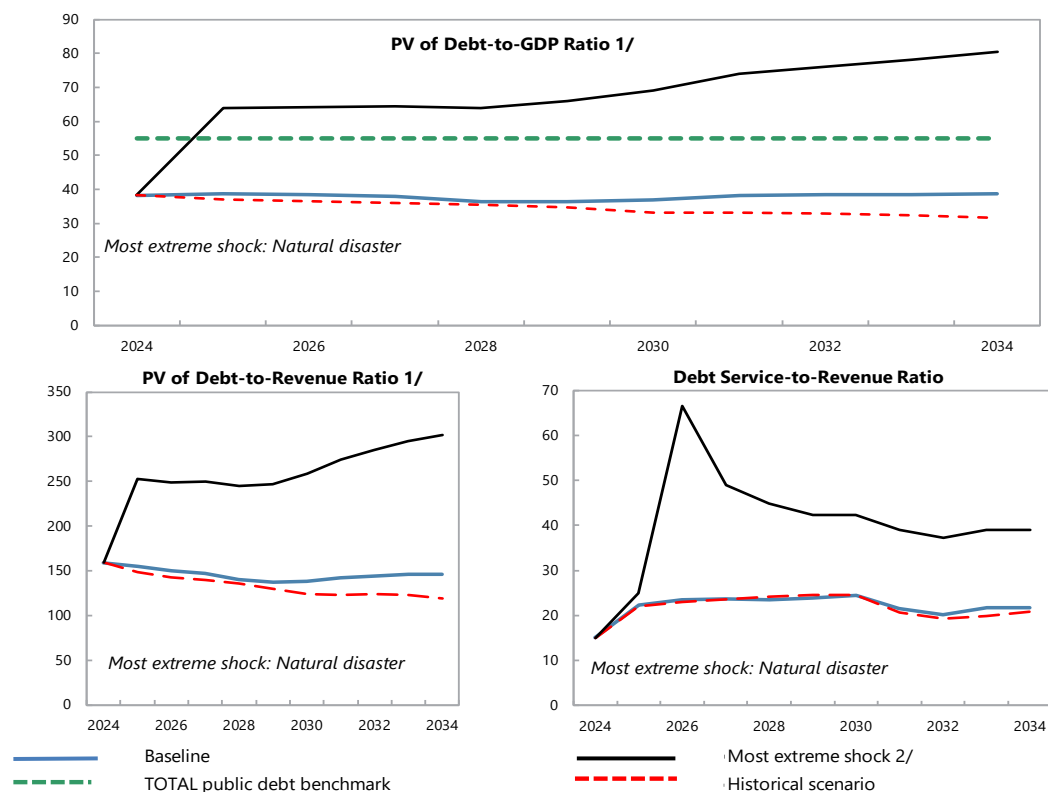 PV of Debt-to-GDP Ratio 1/
90
80
70
60
50
40
30
20
10
0
Most extreme shock: Natural disaster
2024 2026 2028 2030 2032 2034
PV of Debt-to-Revenue Ratio 1/
350
300
250
200
150
100
50
0
Most extreme shock: Natural disaster
2024 2026 2028 2030 2032 2034
Debt Service-to-Revenue Ratio
70
60
50
40
30
20
10
0
Most extreme shock: Natural disaster
2024 2026 2028 2030 2032 2034
Baseline
TOTAL public debt benchmark
Most extreme shock 2/
Historical scenario